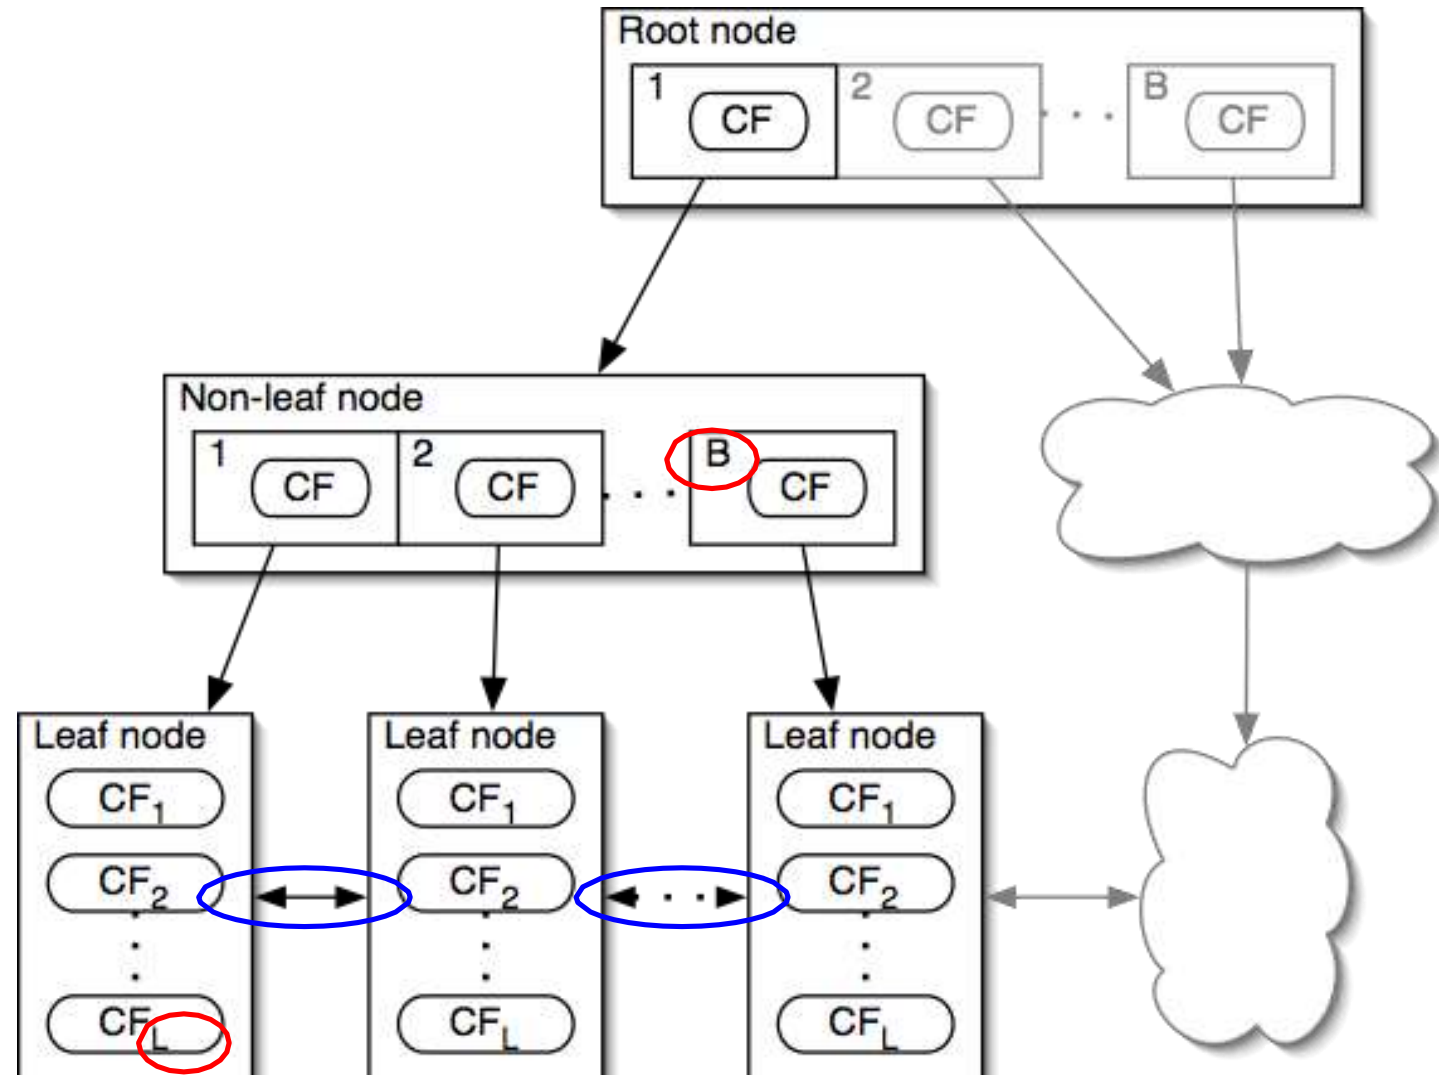 Root node
1 CF 2 CF . . . B CF
Non-leaf node
1 CF 2 CF . . . B CF
Leaf node Leaf node Leaf node
CF1 CF1 CF1
CF2 CF2 CF2
CFL CFL CFL